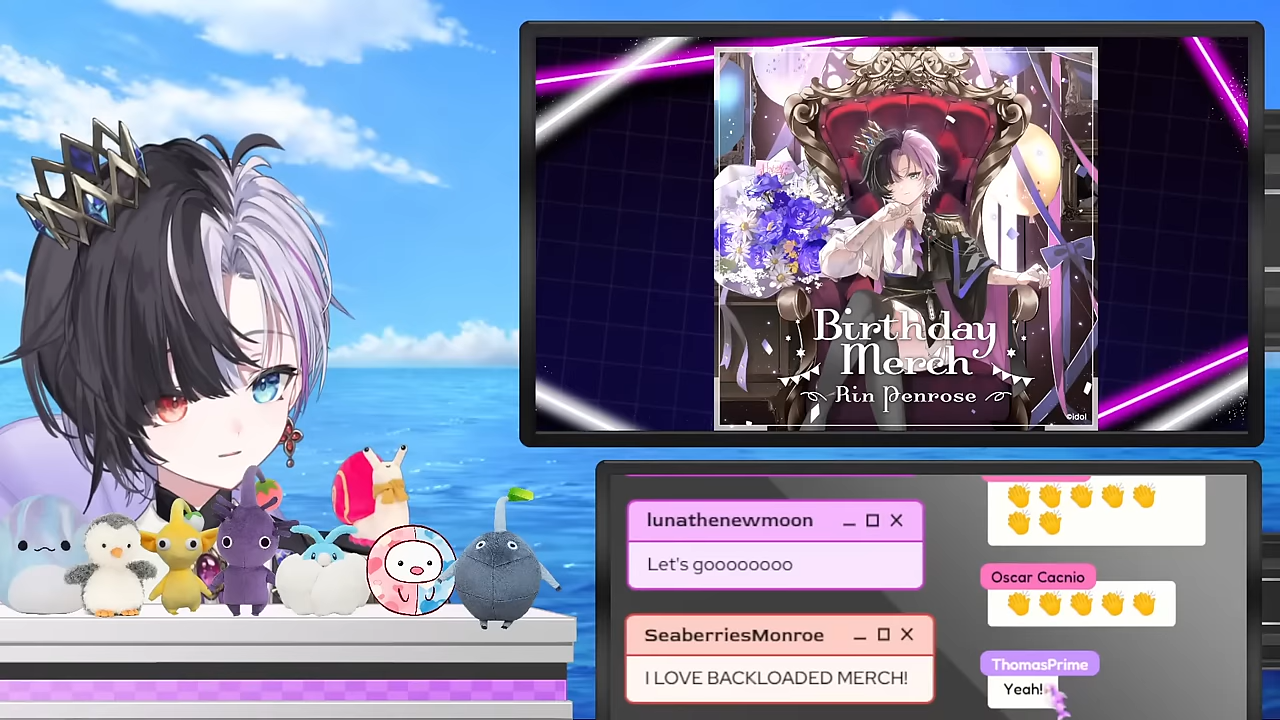 Birthday
Merch
Rin Penrose
©idol
lunathenewmoon
Let's goooooooo
SeaberriesMonroe
I LOVE BACKLOADED MERCH!
👏👏👏👏👏
👏👏
Oscar Cacnio
👏👏👏👏👏
ThomasPrime
Yeah!